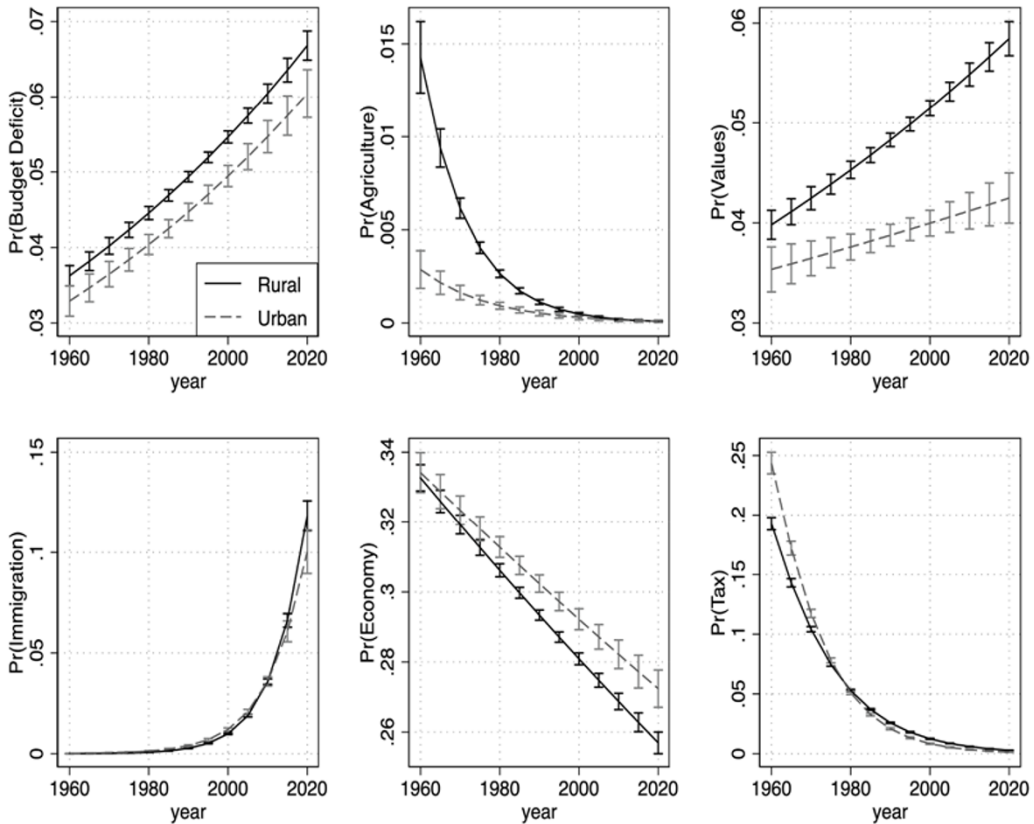 Pr(Budget Deficit)
.07
.06
.05
.04
.03
Rural
Urban
1960 1980 2000 2020
year
Pr(Agriculture)
.015
.01
.005
0
1960 1980 2000 2020
year
Pr(Values)
.06
.05
.04
.03
1960 1980 2000 2020
year
Pr(Immigration)
.15
.1
.05
0
1960 1980 2000 2020
year
Pr(Economy)
.34
.32
.3
.28
.26
1960 1980 2000 2020
year
Pr(Tax)
.25
.2
.15
.1
.05
0
1960 1980 2000 2020
year